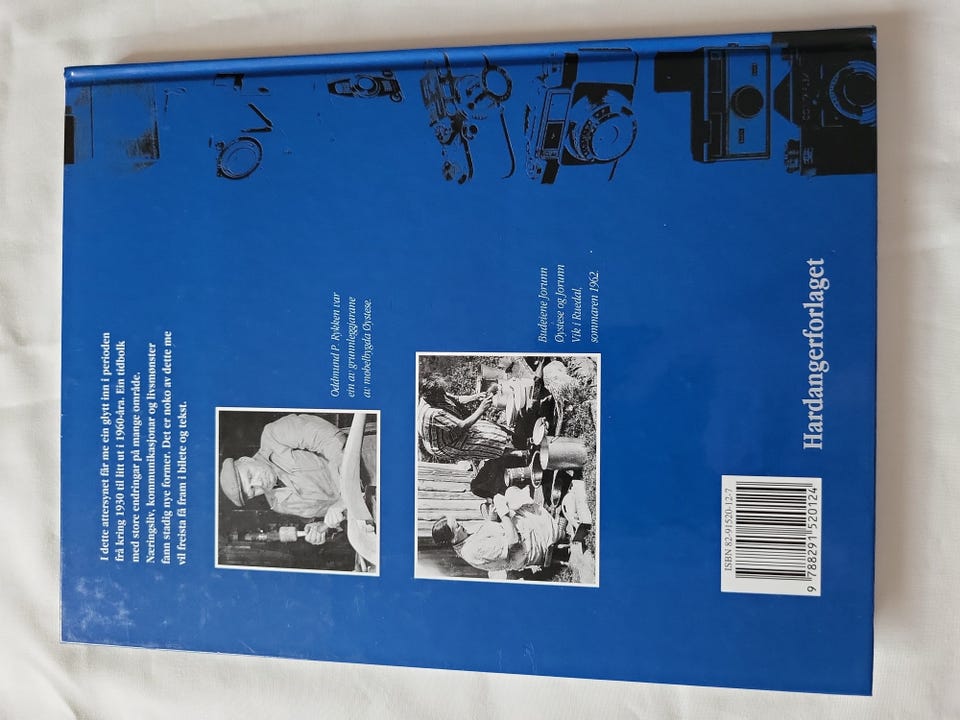 I dette attersynet får me ein glytt inn i perioden
frå kring 1930 til litt ut i 1960-åra. Ein tidbolk
med store endringar på mange område.
Næringsliv, kommunikasjonar og livsmønster
fann stadig nye former. Det er noko av dette me
vil freista få fram i bilete og tekst.
Oddmund P. Rykken var
ein av grunnleggjarane
av møbelbygda Øystese.
Budeiene Jorunn
Øystese og Jorunn
Vik i Ruedal,
sommaren 1962.
ISBN 82-91520-12-7
9 788291 520124
Hardangerforlaget